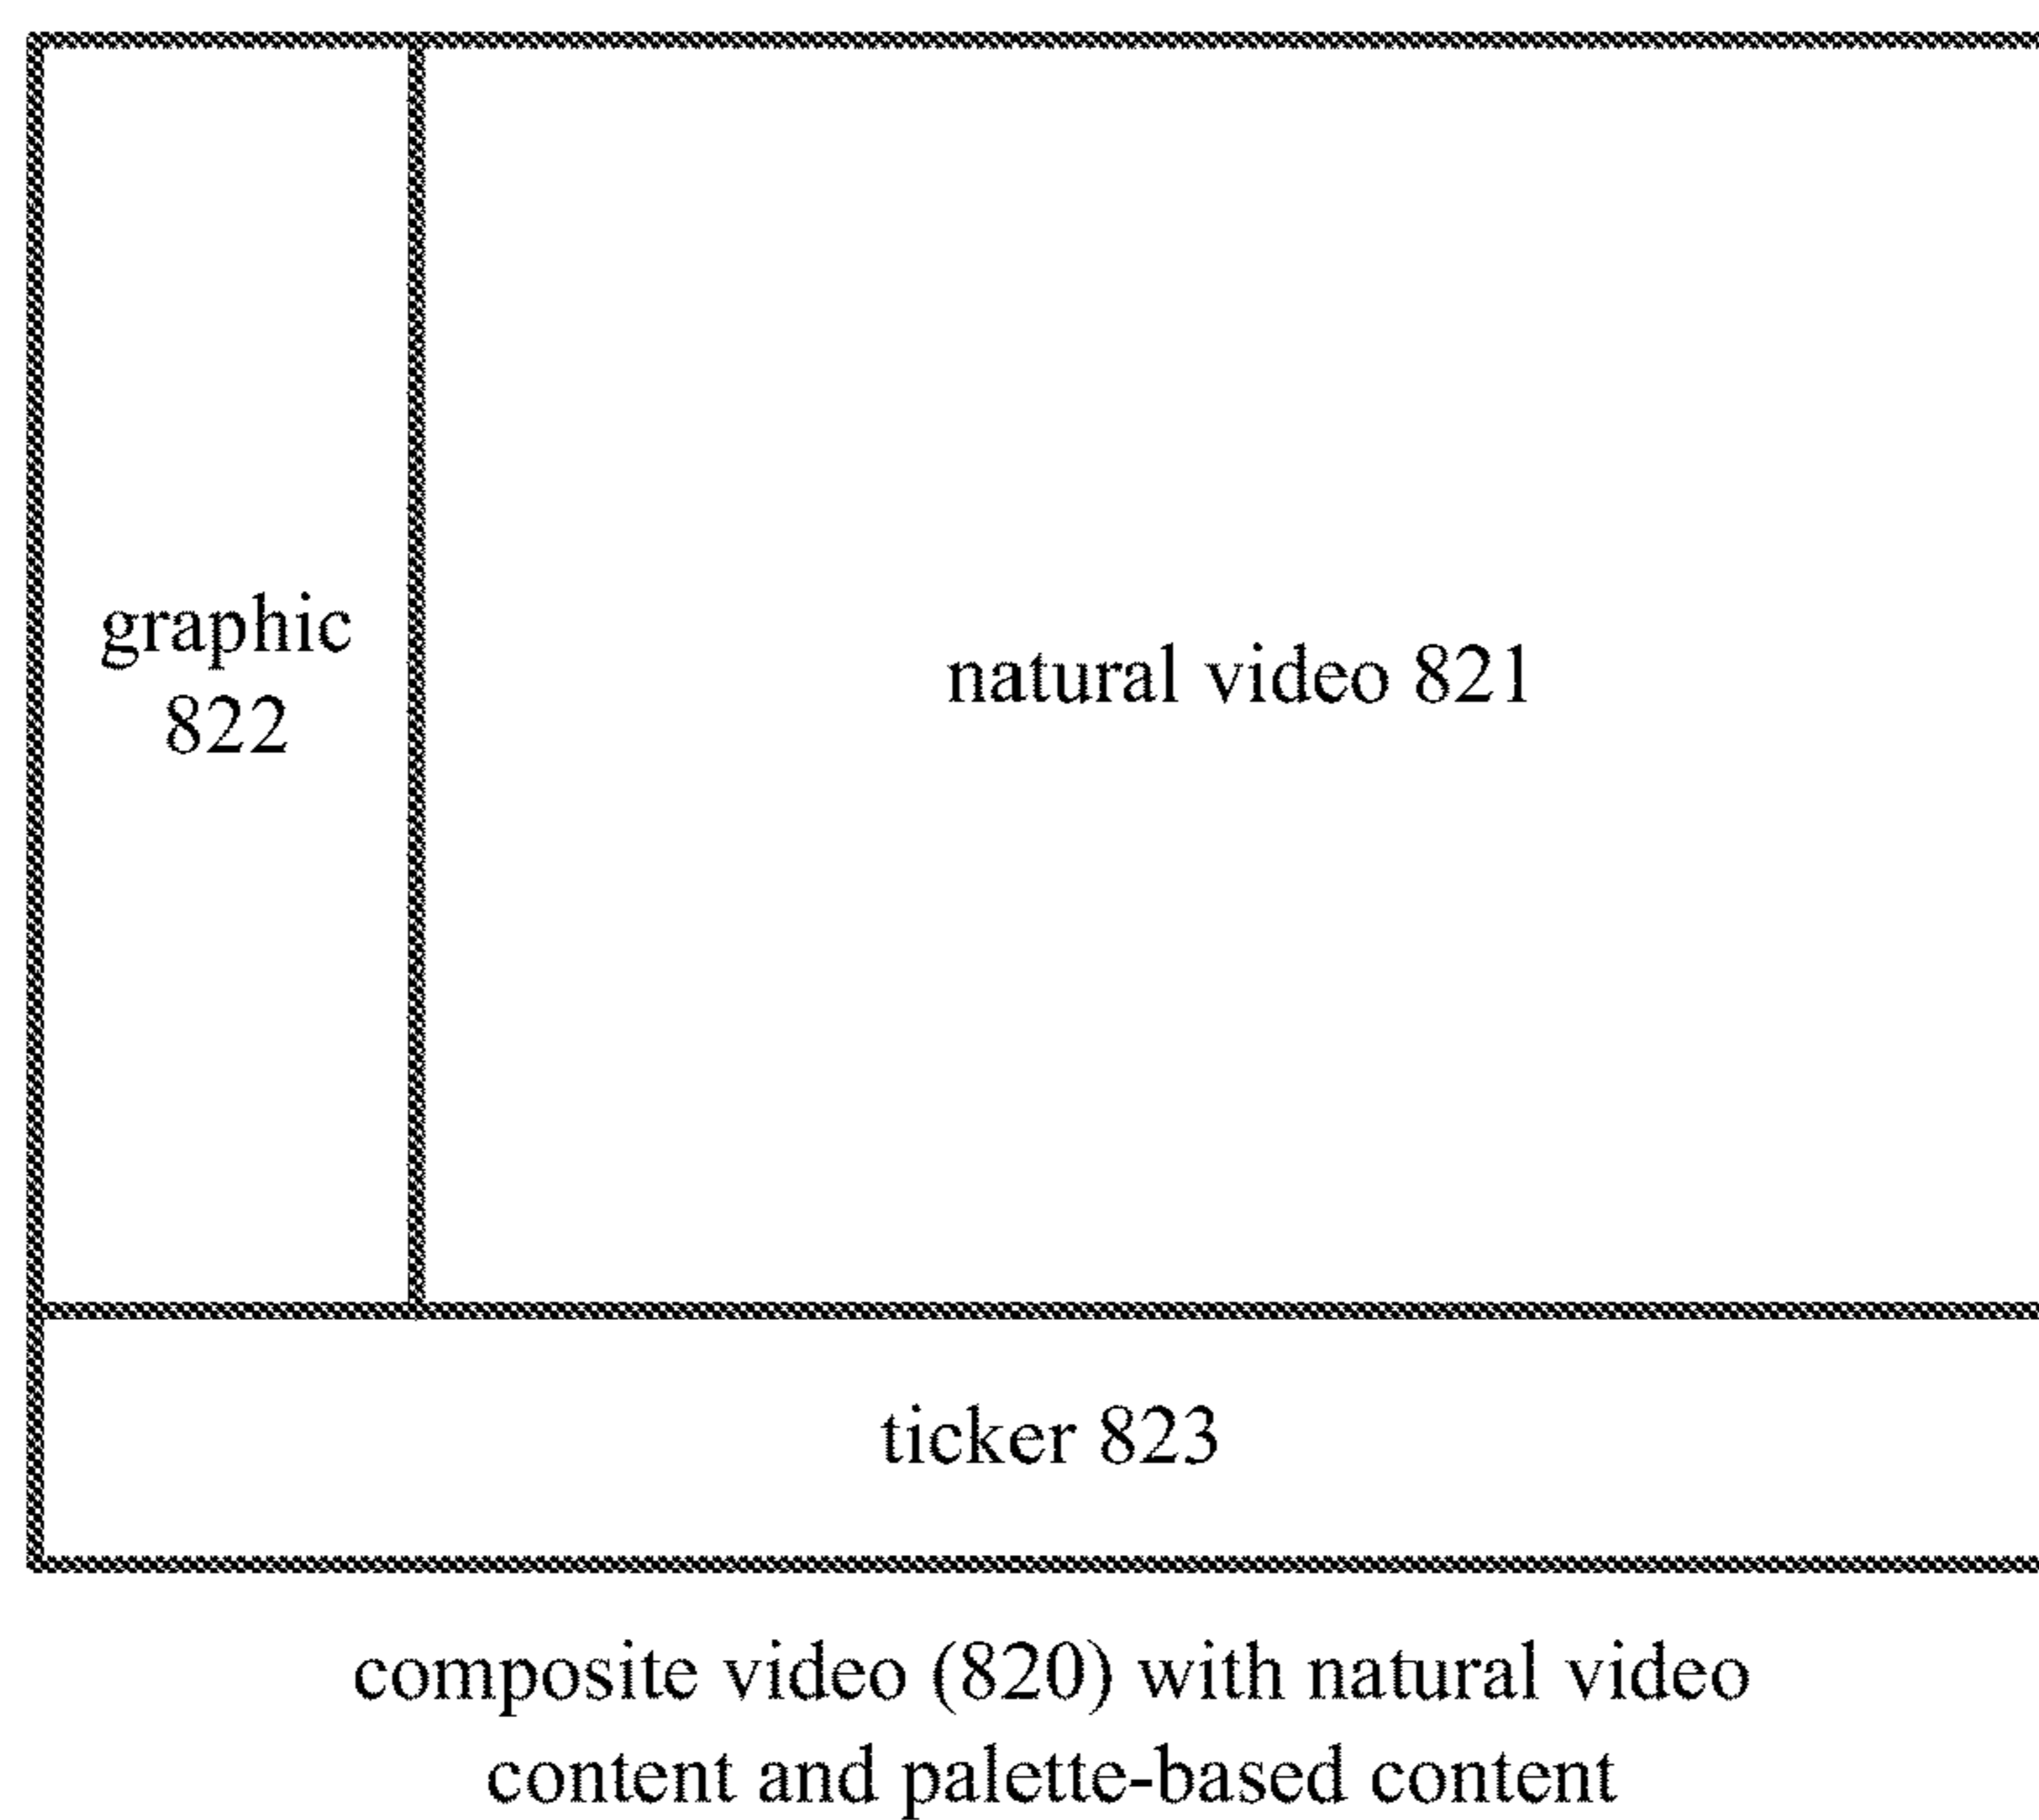 graphic
822
natural video 821
ticker 823
composite video (820) with natural video
content and palette-based content